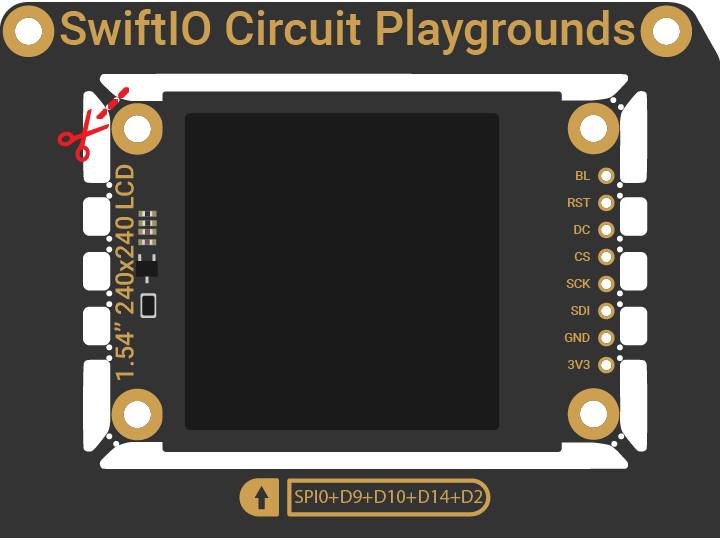 SwiftIO Circuit Playgrounds
1.54” 240x240 LCD
BL
RST
DC
CS
SCK
SDI
GND
3V3
SPI0+D9+D10+D14+D2